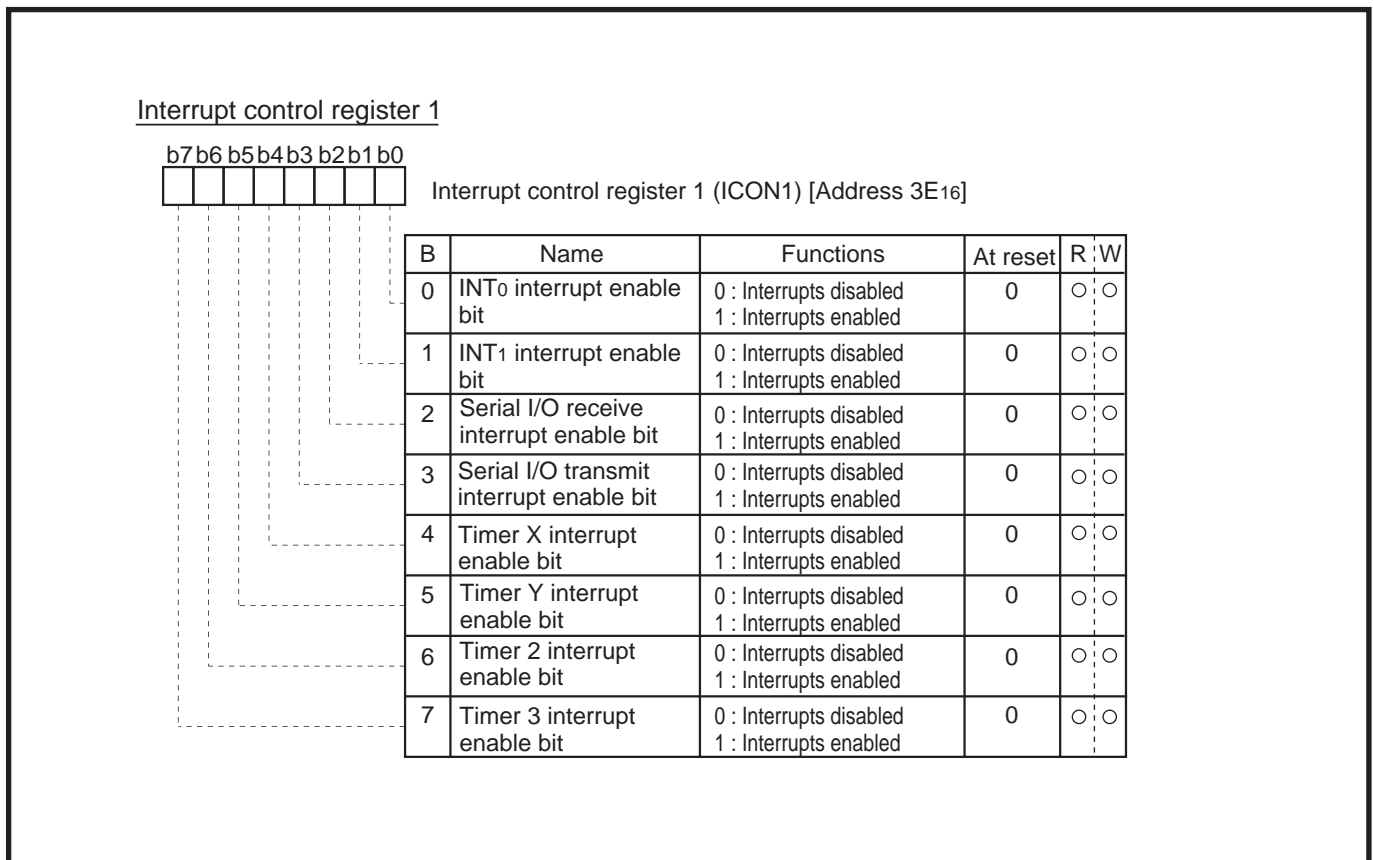 Interrupt control register 1
b7 b6 b5 b4 b3 b2 b1 b0
Interrupt control register 1 (ICON1) [Address 3E16]
B Name Functions At reset R W
0 INT0 interrupt enable bit 0 : Interrupts disabled 0 ○ ○
1 : Interrupts enabled
1 INT1 interrupt enable bit 0 : Interrupts disabled 0 ○ ○
1 : Interrupts enabled
2 Serial I/O receive interrupt enable bit 0 : Interrupts disabled 0 ○ ○
1 : Interrupts enabled
3 Serial I/O transmit interrupt enable bit 0 : Interrupts disabled 0 ○ ○
1 : Interrupts enabled
4 Timer X interrupt enable bit 0 : Interrupts disabled 0 ○ ○
1 : Interrupts enabled
5 Timer Y interrupt enable bit 0 : Interrupts disabled 0 ○ ○
1 : Interrupts enabled
6 Timer 2 interrupt enable bit 0 : Interrupts disabled 0 ○ ○
1 : Interrupts enabled
7 Timer 3 interrupt enable bit 0 : Interrupts disabled 0 ○ ○
1 : Interrupts enabled